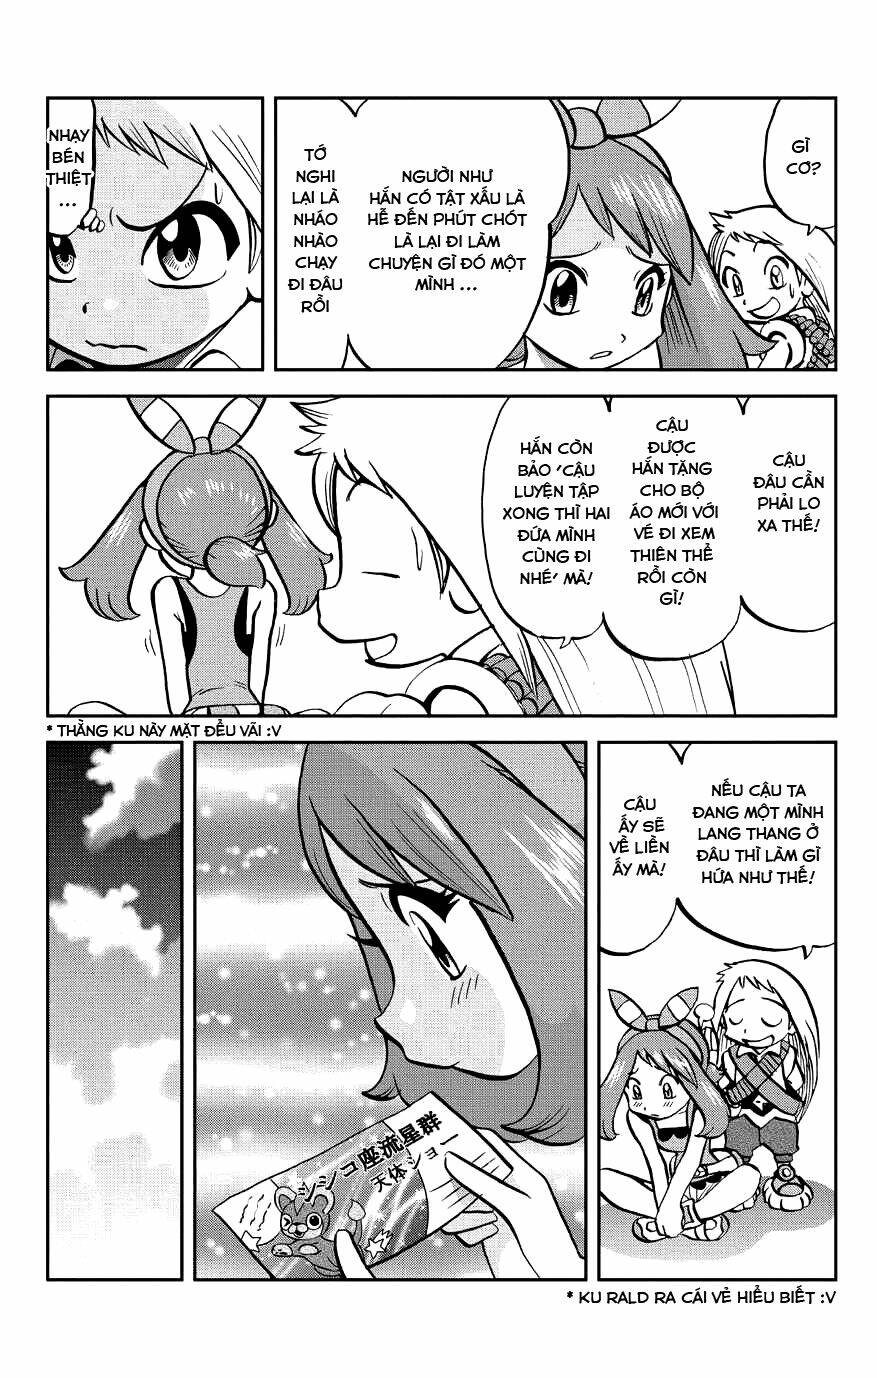 GÌ
CƠ?
NGƯỜI NHƯ
HẮN CÓ TẬT XẤU LÀ
HỄ ĐẾN PHÚT CHÓT
LÀ LẠI ĐI LÀM
CHUYỆN GÌ ĐÓ MỘT
MÌNH ...
TỚ
NGHI
LẠI LÀ
NHÁO
NHÀO
CHẠY
ĐI ĐÂU
RỒI
NHẠY
BÉN
THIỆT
...
CẬU
ĐÂU CẦN
PHẢI LO
XA THẾ!
CẬU
ĐƯỢC
HẮN TẶNG
CHO BỘ
ÁO MỚI VỚI
VÉ ĐI XEM
THIÊN THỂ
RỒI CÒN
GÌ!
HẮN CÒN
BẢO 'CẬU
LUYỆN TẬP
XONG THÌ HAI
ĐỨA MÌNH
CÙNG ĐI
NHÉ' MÀ!
* THẰNG KU NÀY MẶT ĐỂU VÃI :V
NẾU CẬU TA
ĐANG MỘT MÌNH
LANG THANG Ở
ĐÂU THÌ LÀM GÌ
HỨA NHƯ THẾ!
CẬU
ẤY SẼ
VỀ LIỀN
ẤY MÀ!
シシコ座流星群
天体ショー
* KU RALD RA CÁI VẺ HIỂU BIẾT :V